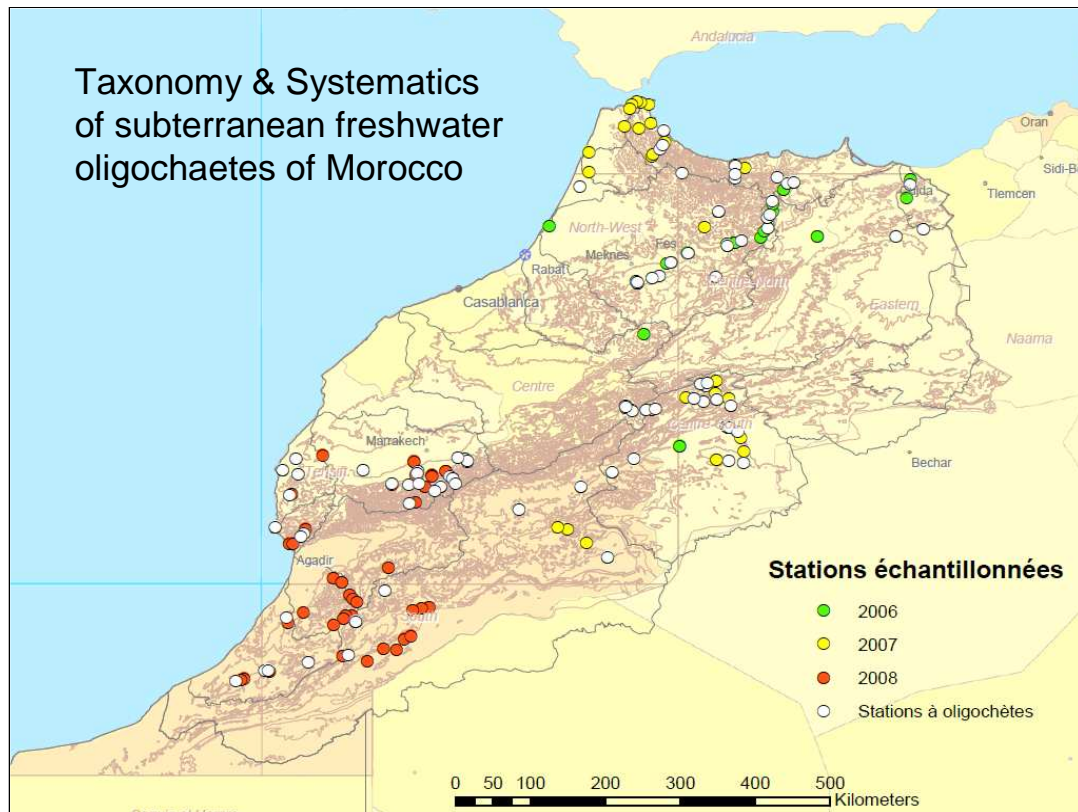 Taxonomy & Systematics
of subterranean freshwater
oligochaetes of Morocco
Andalucia
Oran
Sidi-B
Tlemcen
Oujda
North-West
Fes
Meknes
Rabat
Centre-North
Casablanca
Eastern
Naama
Centre
Centre-South
Marrakech
Tensift
Bechar
Agadir
South
Stations échantillonnées
2006
2007
2008
Stations à oligochètes
0 50 100 200 300 400 500
Kilometers